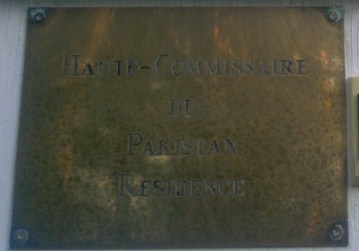 HAUTE-COMMISSAIRE
DU
PAKISTAN
RESIDENCE